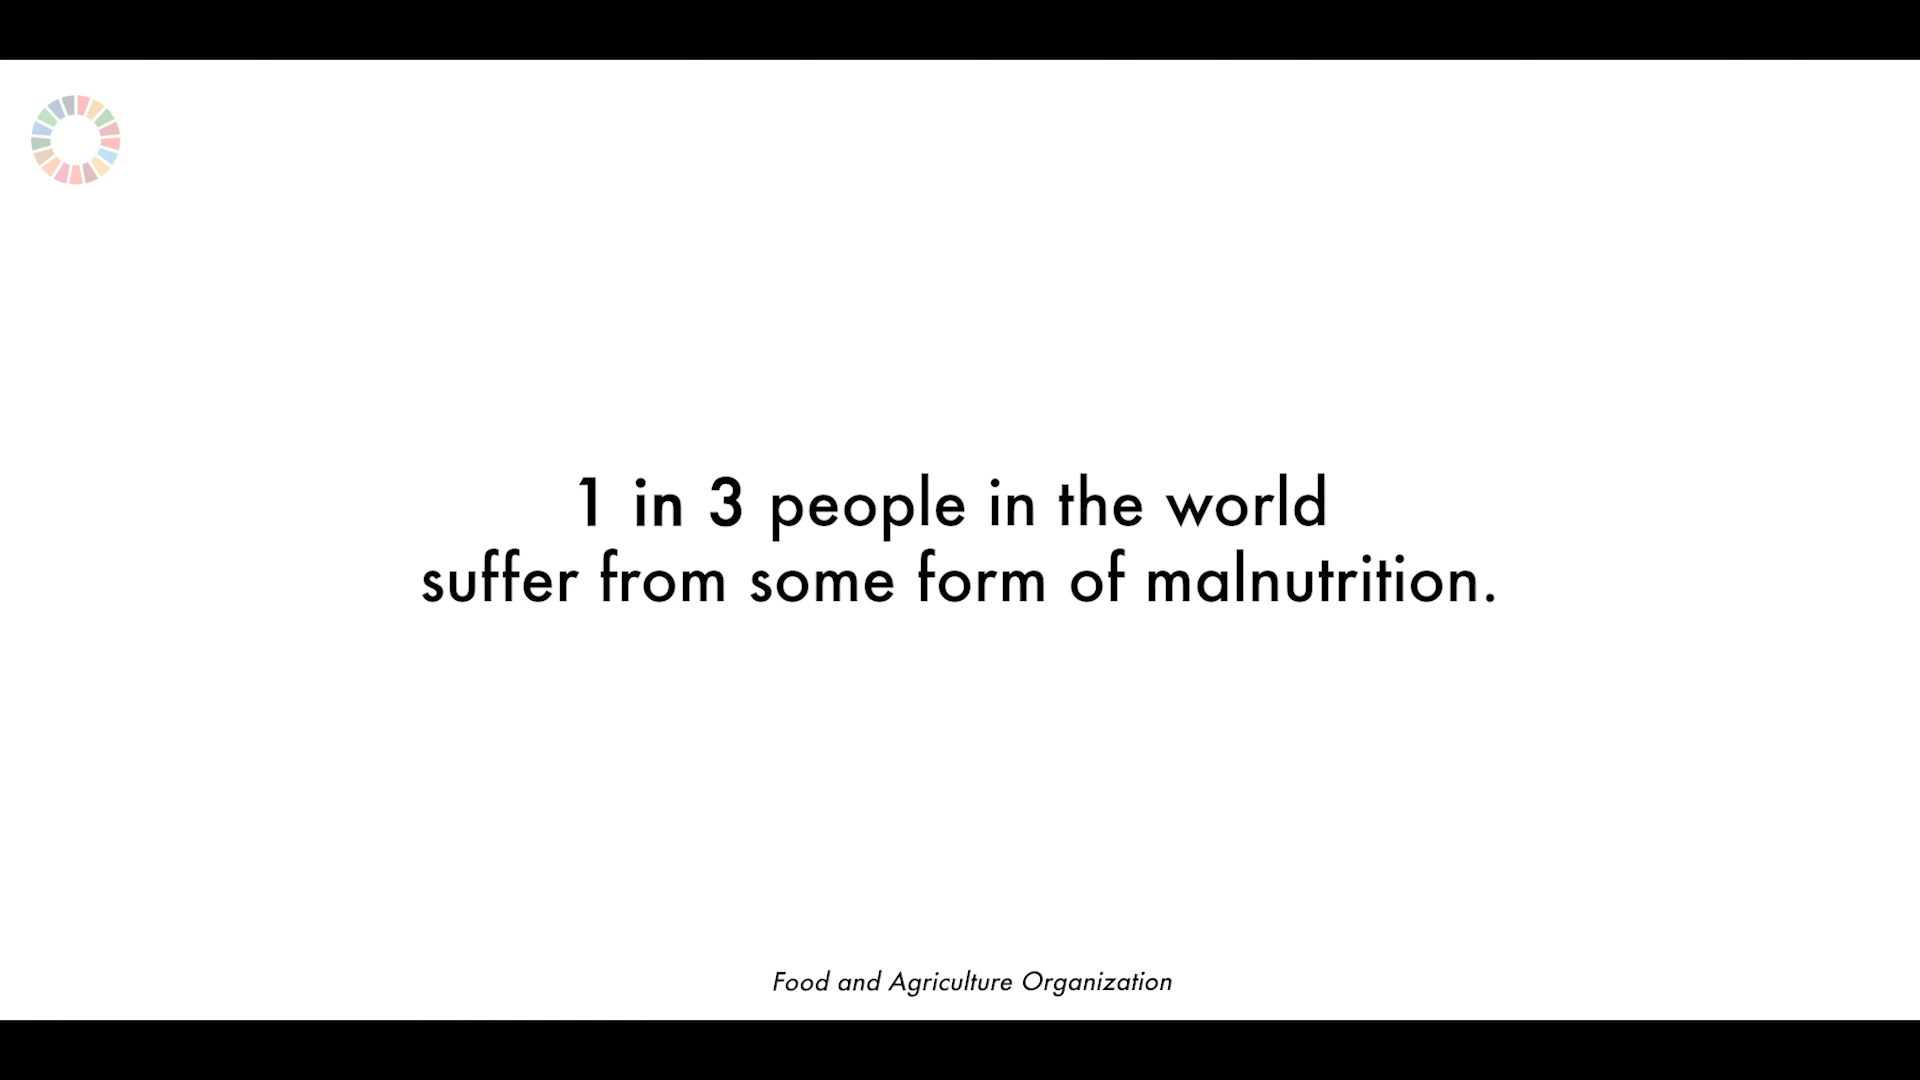 1 in 3 people in the world
suffer from some form of malnutrition.
Food and Agriculture Organization